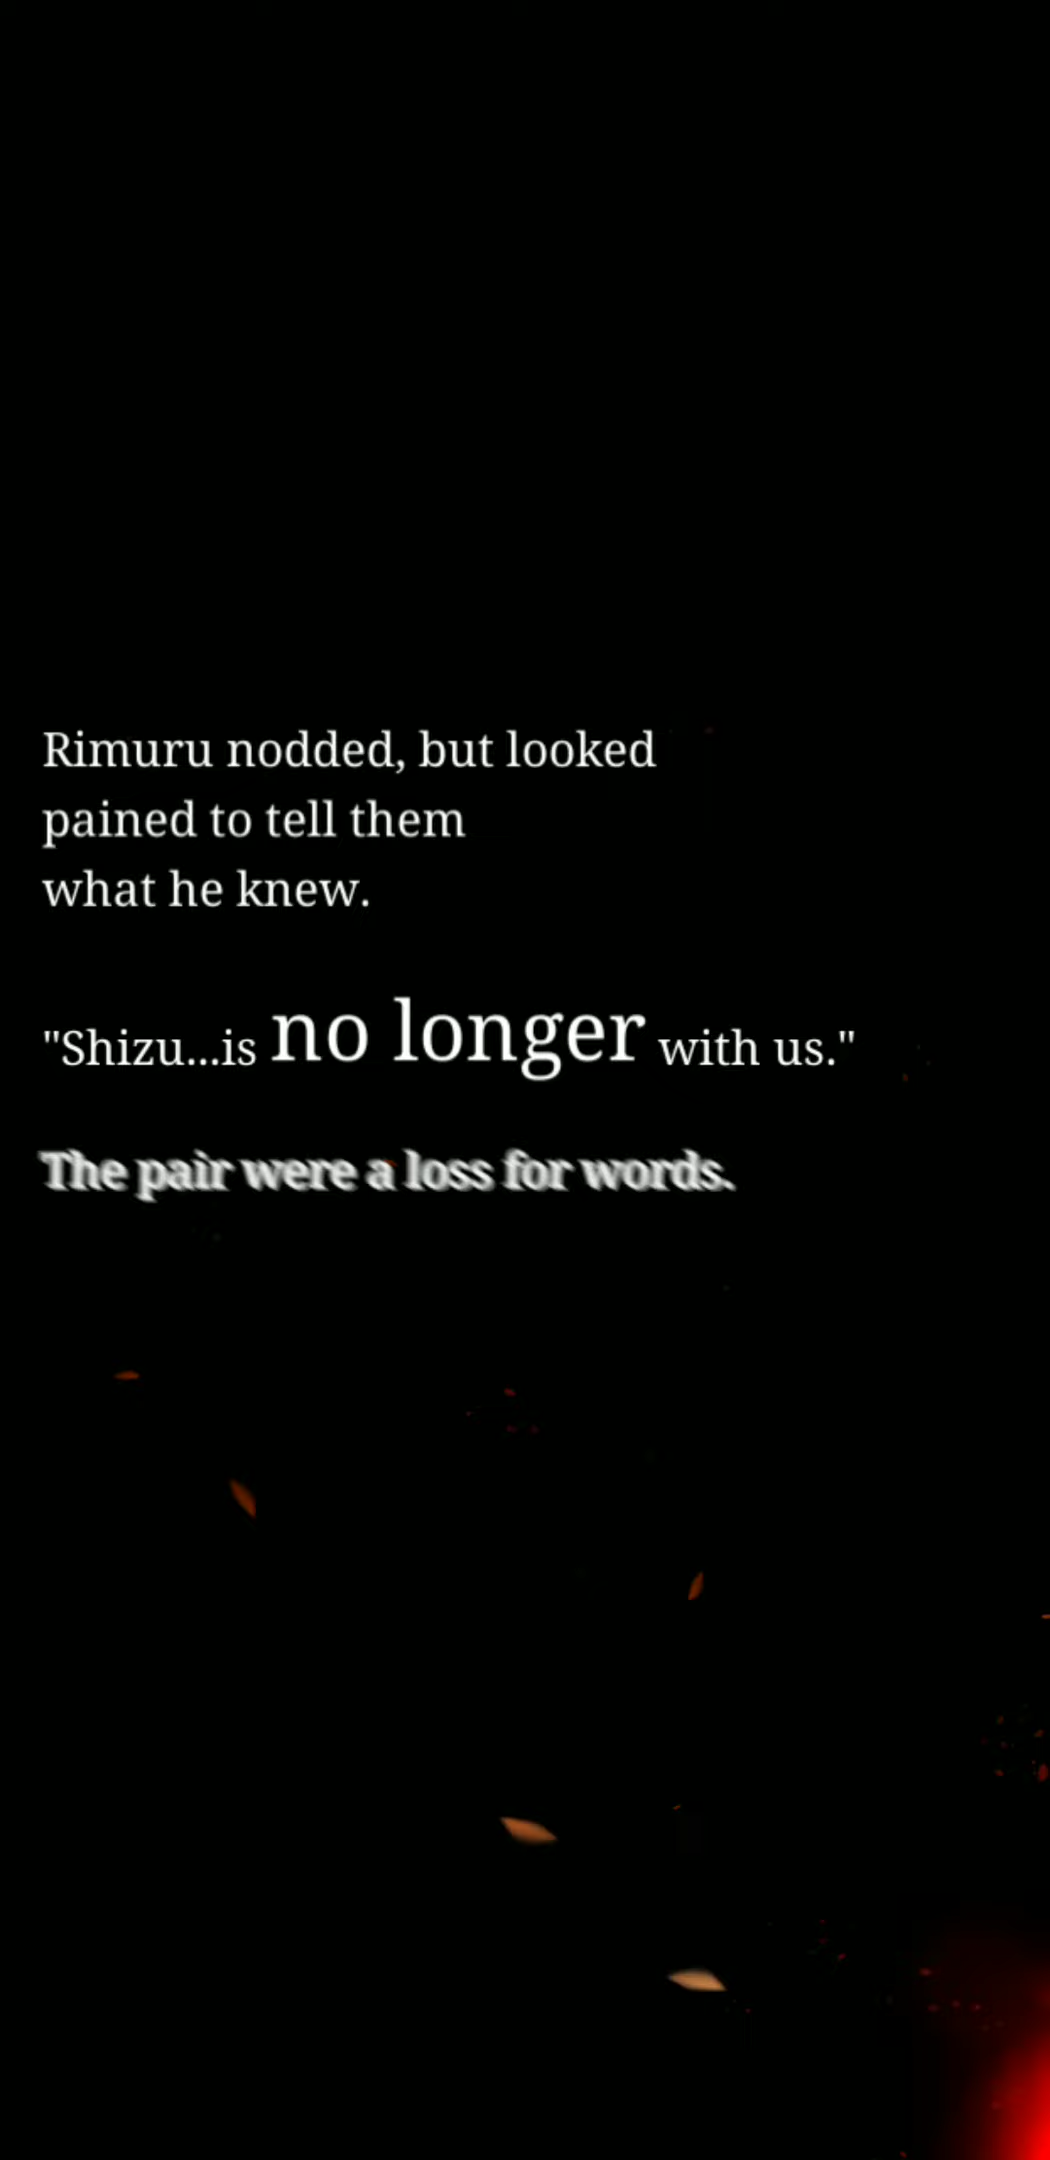 Rimuru nodded, but looked
pained to tell them
what he knew.
"Shizu...is no longer with us."
The pair were a loss for words.